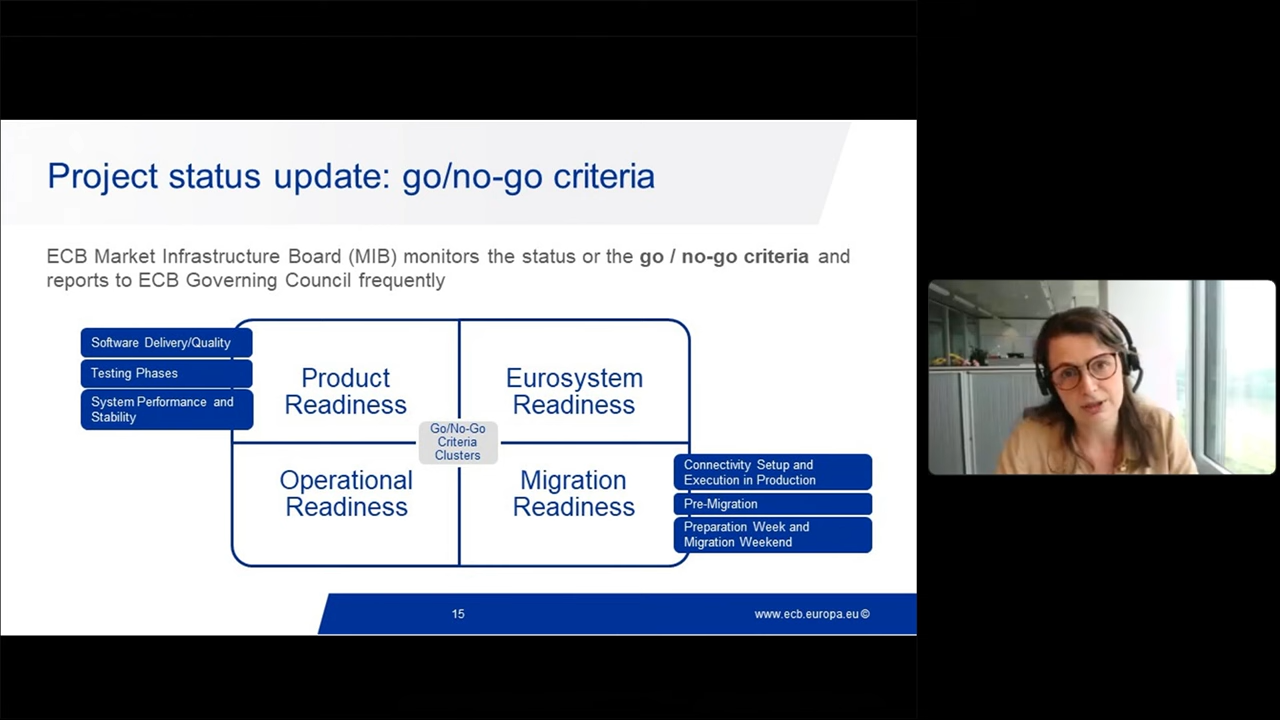 Project status update: go/no-go criteria
ECB Market Infrastructure Board (MIB) monitors the status or the go / no-go criteria and
reports to ECB Governing Council frequently
Software Delivery/Quality
Testing Phases
System Performance and
Stability
Product
Readiness
Eurosystem
Readiness
Go/No-Go
Criteria
Clusters
Operational
Readiness
Migration
Readiness
Connectivity Setup and
Execution in Production
Pre-Migration
Preparation Week and
Migration Weekend
15
www.ecb.europa.eu ©